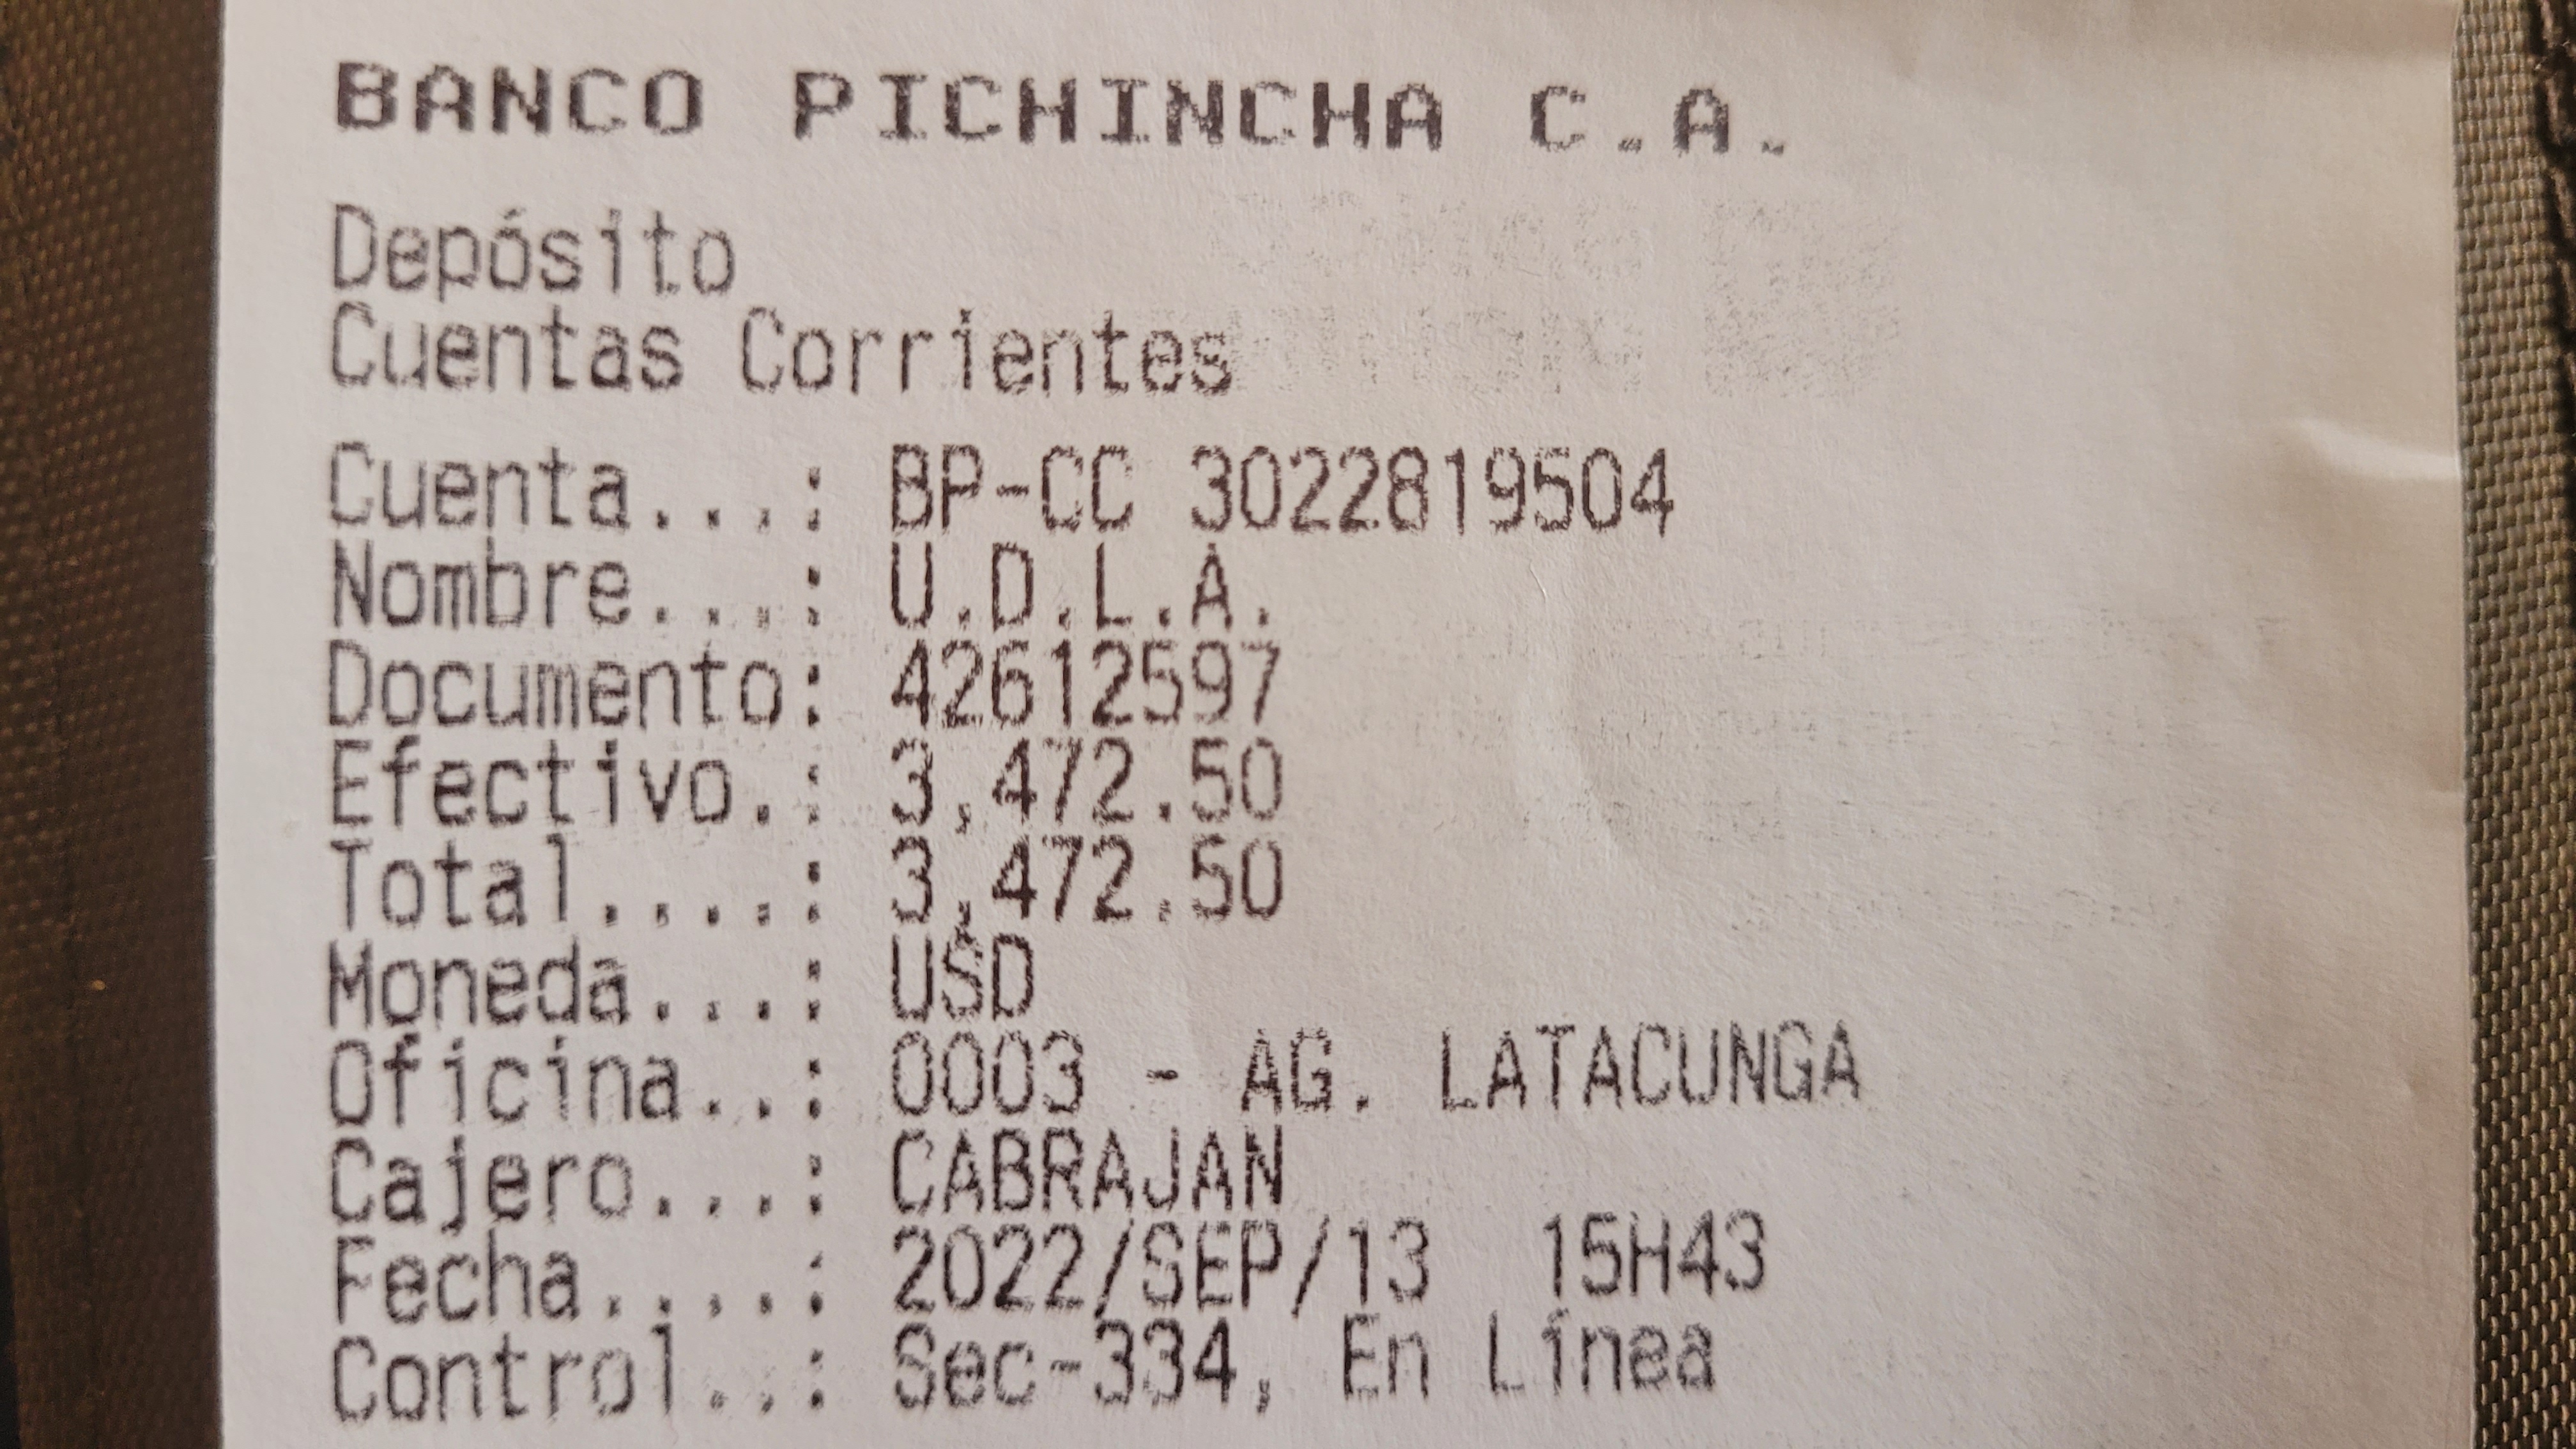 BANCO PICHINCHA C.A.
Depósito
Cuentas Corrientes
Cuenta...: BP-CC 3022819504
Nombre...: U.D.L.A.
Documento: 42612597
Efectivo.: 3,472.50
Total....: 3,472.50
Moneda...: USD
Oficina..: 0003 - AG. LATACUNGA
Cajero...: CABRAJAN
Fecha....: 2022/SEP/13 15H43
Control..: Sec-334, En Línea